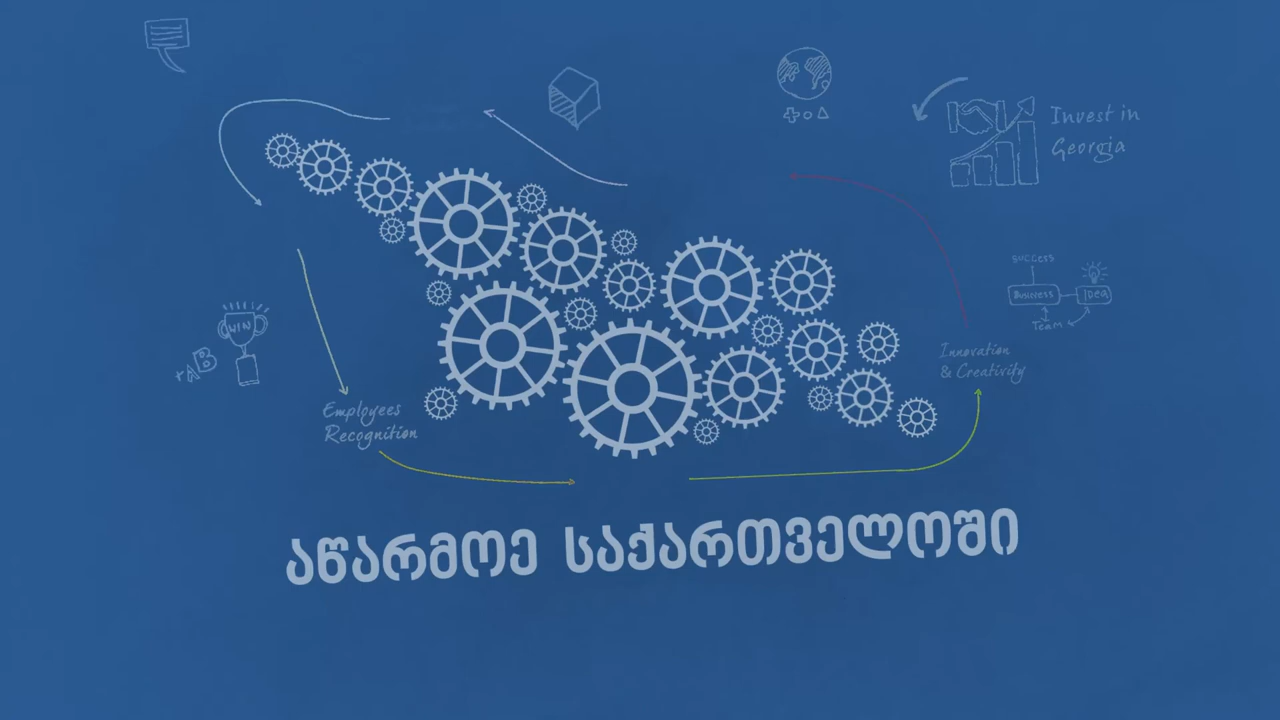 Invest in
Georgia
SUCCESS
Business
Idea
TEAM
WIN
+AB
Innovation
& Creativity
Employees
Recognition
აწარმოე საქართველოში